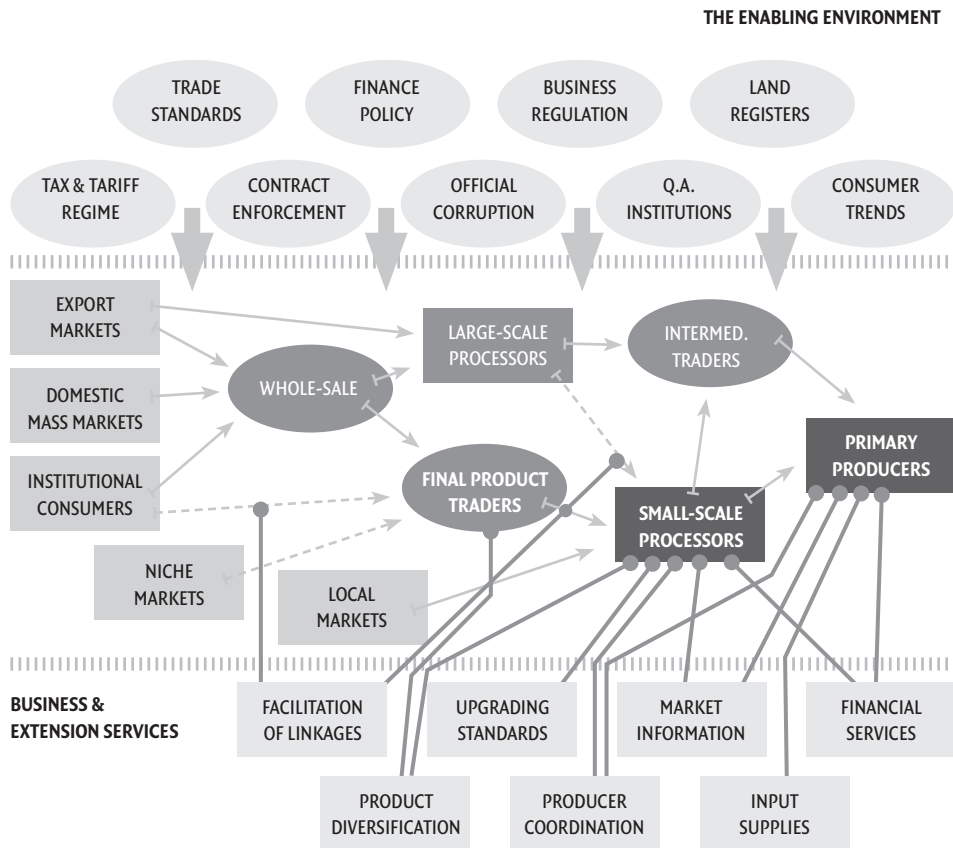 THE ENABLING ENVIRONMENT
TRADE
STANDARDS
FINANCE
POLICY
BUSINESS
REGULATION
LAND
REGISTERS
TAX & TARIFF
REGIME
CONTRACT
ENFORCEMENT
OFFICIAL
CORRUPTION
Q.A.
INSTITUTIONS
CONSUMER
TRENDS
EXPORT
MARKETS
LARGE-SCALE
PROCESSORS
INTERMED.
TRADERS
WHOLE-SALE
DOMESTIC
MASS MARKETS
PRIMARY
PRODUCERS
INSTITUTIONAL
CONSUMERS
FINAL PRODUCT
TRADERS
SMALL-SCALE
PROCESSORS
NICHE
MARKETS
LOCAL
MARKETS
BUSINESS &
EXTENSION SERVICES
FACILITATION
OF LINKAGES
UPGRADING
STANDARDS
MARKET
INFORMATION
FINANCIAL
SERVICES
PRODUCT
DIVERSIFICATION
PRODUCER
COORDINATION
INPUT
SUPPLIES